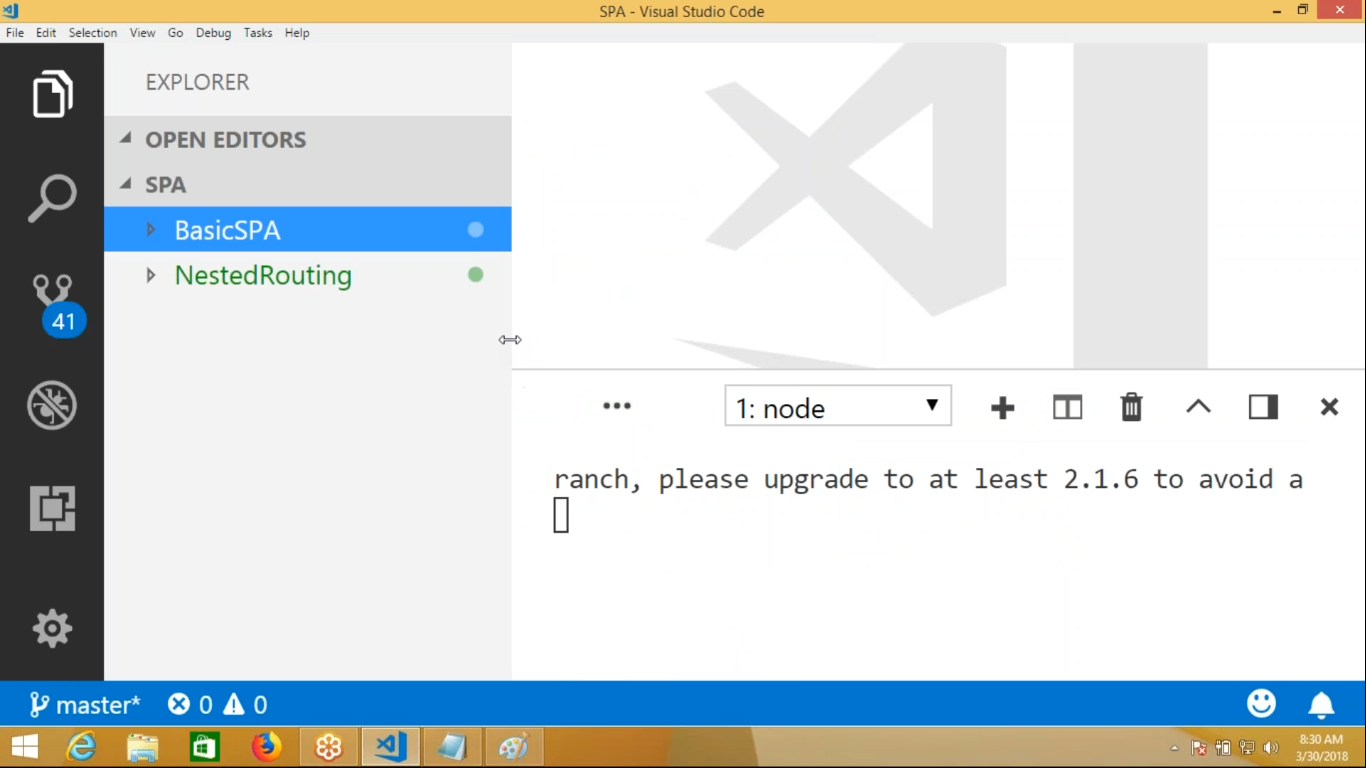 SPA - Visual Studio Code
File Edit Selection View Go Debug Tasks Help
EXPLORER
OPEN EDITORS
SPA
BasicSPA
NestedRouting
41
1: node
ranch, please upgrade to at least 2.1.6 to avoid a
master* 0 0
8:30 AM
3/30/2018